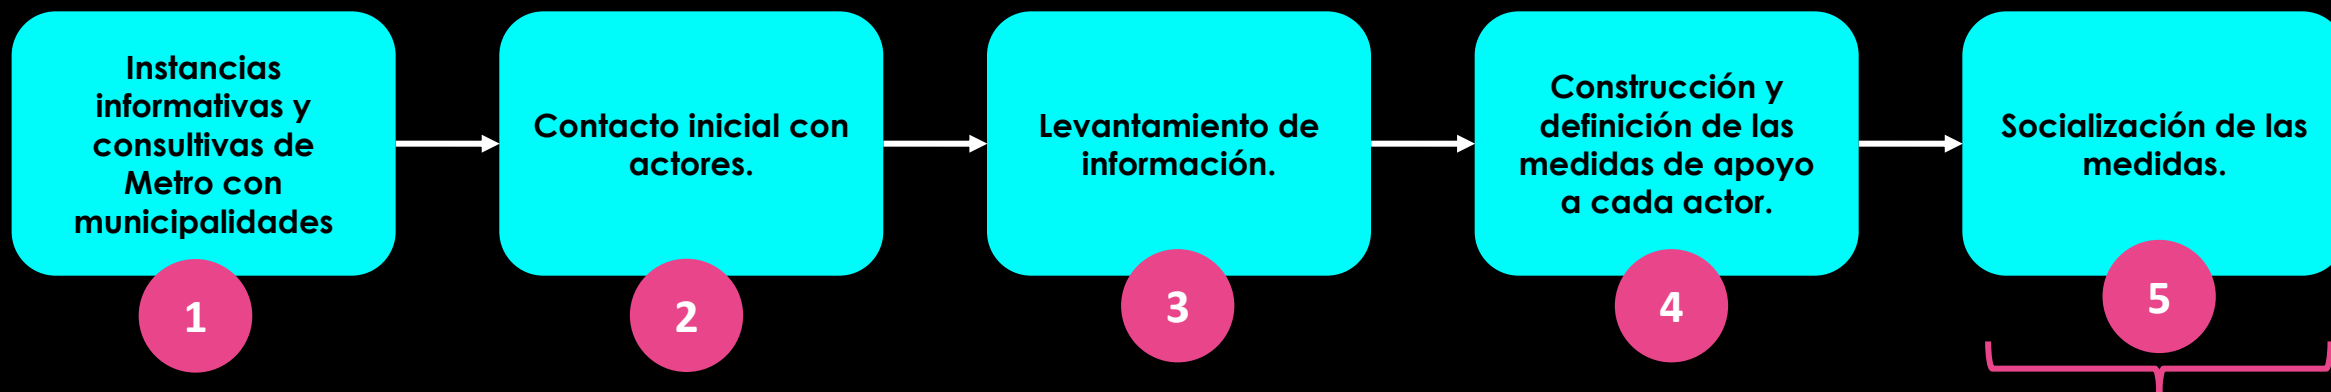 Instancias
informativas y
consultivas de
Metro con
municipalidades
1
Contacto inicial con
actores.
2
Levantamiento de
información.
3
Construcción y
definición de las
medidas de apoyo
a cada actor.
4
Socialización de las
medidas.
5